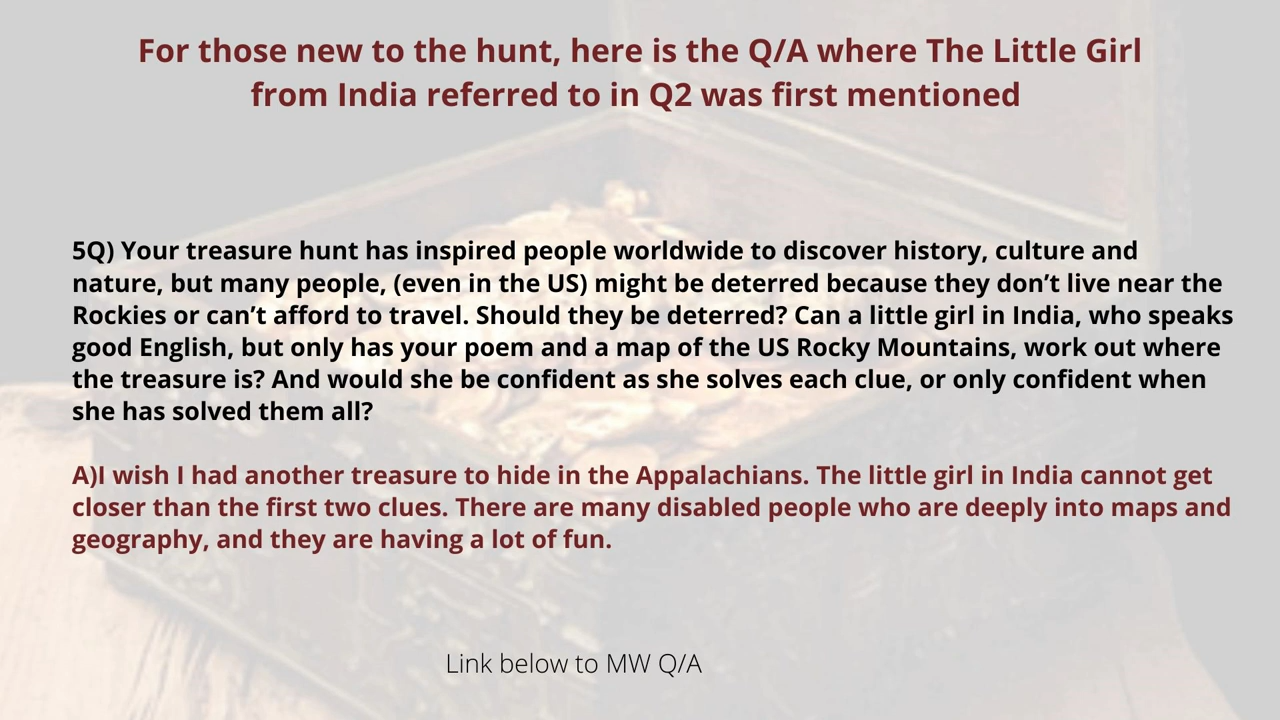 For those new to the hunt, here is the Q/A where The Little Girl
from India referred to in Q2 was first mentioned
5Q) Your treasure hunt has inspired people worldwide to discover history, culture and
nature, but many people, (even in the US) might be deterred because they don’t live near the
Rockies or can’t afford to travel. Should they be deterred? Can a little girl in India, who speaks
good English, but only has your poem and a map of the US Rocky Mountains, work out where
the treasure is? And would she be confident as she solves each clue, or only confident when
she has solved them all?
A)I wish I had another treasure to hide in the Appalachians. The little girl in India cannot get
closer than the first two clues. There are many disabled people who are deeply into maps and
geography, and they are having a lot of fun.
Link below to MW Q/A